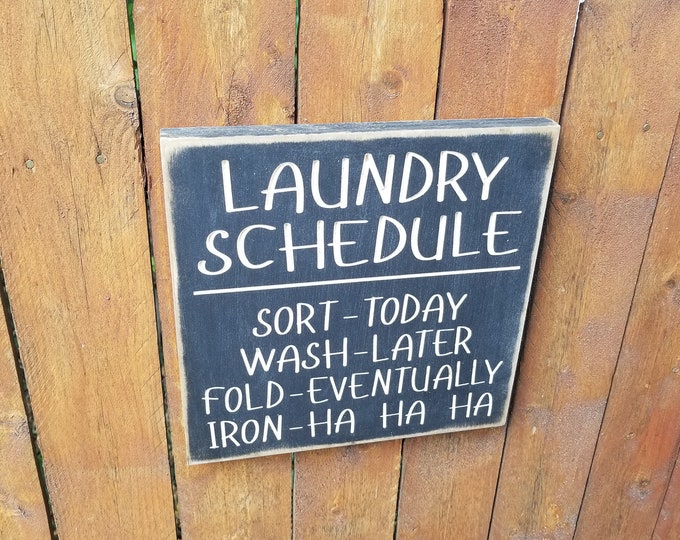 LAUNDRY
SCHEDULE
SORT-TODAY
WASH-LATER
FOLD-EVENTUALLY
IRON-HA HA HA